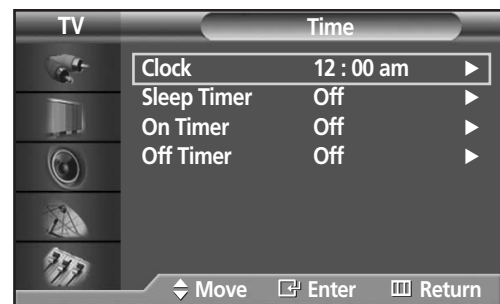 TV Time
Clock 12 : 00 am
Sleep Timer Off
On Timer Off
Off Timer Off
Move Enter Return